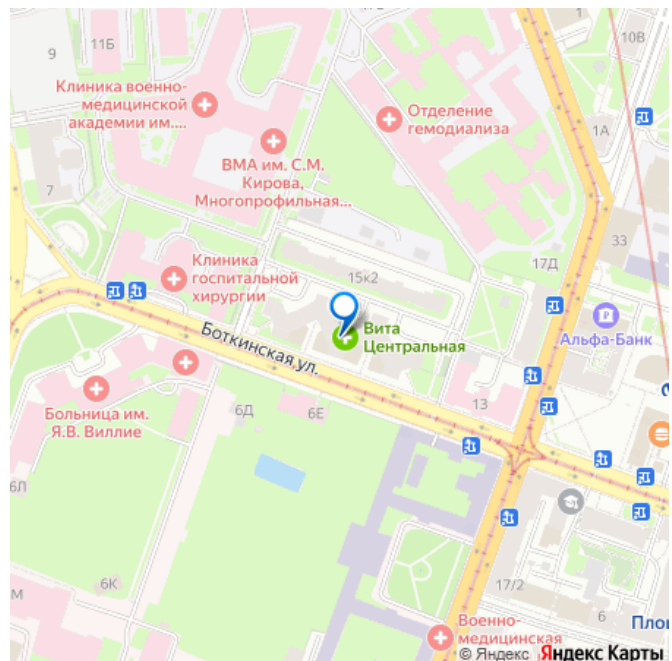 9
11Б
10В
1
Клиника военно-
медицинской
академии им....
Отделение
гемодиализа
1А
ВМА им. С.М.
Кирова,
Многопрофильная...
7
33
Клиника
госпитальной
хирургии
15к2
17Д
Альфа-Банк
Вита
Центральная
Боткинская ул.
13
6Д
6Е
Больница им.
Я.В. Виллие
6Л
6К
М
17/2
6
Площ
Военно-
медицинская
© Яндекс Яндекс Карты